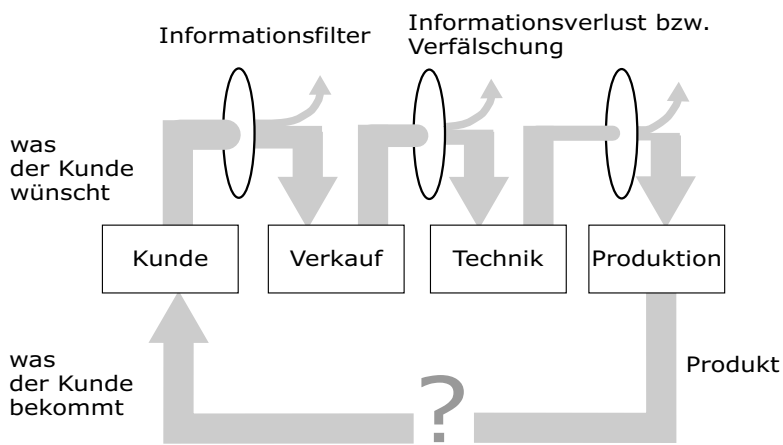 Informationsfilter
Informationsverlust bzw.
Verfälschung
was
der Kunde
wünscht
Kunde
Verkauf
Technik
Produktion
was
der Kunde
bekommt
?
Produkt